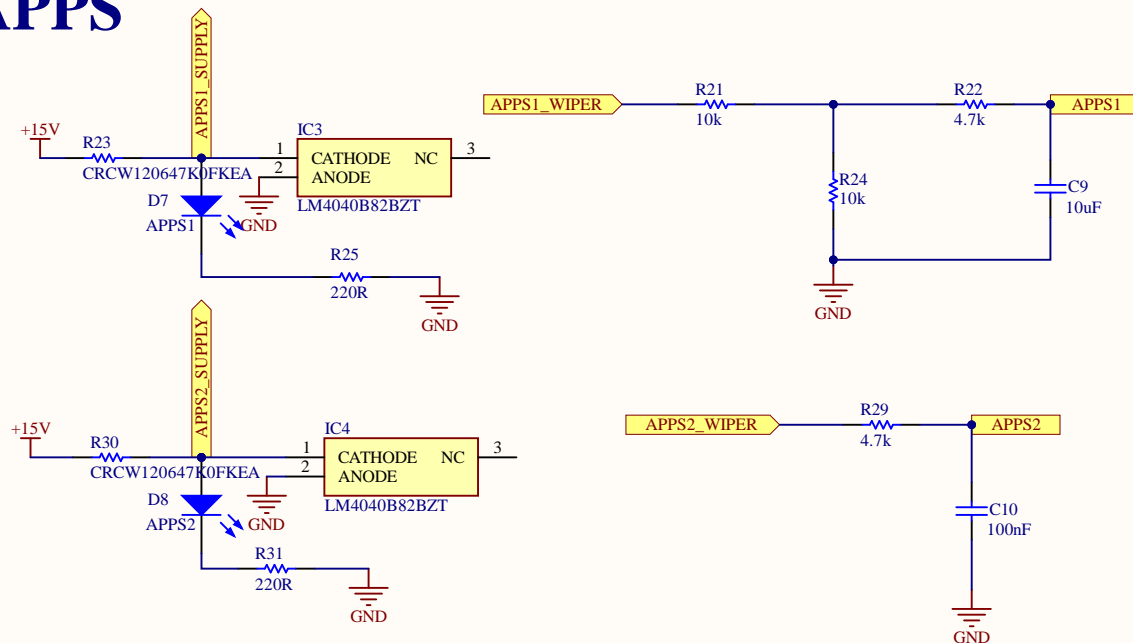 APPS
APPS1_SUPPLY
+15V
R23
CRCW120647K0FKEA
IC3
1
2
CATHODE NC
ANODE
3
LM4040B82BZT
D7
APPS1
GND
R25
220R
GND
APPS1_WIPER
R21
10k
R22
4.7k
APPS1
R24
10k
C9
10uF
GND
APPS2_SUPPLY
+15V
R30
CRCW120647K0FKEA
IC4
1
2
CATHODE NC
ANODE
3
LM4040B82BZT
D8
APPS2
GND
R31
220R
GND
APPS2_WIPER
R29
4.7k
APPS2
C10
100nF
GND